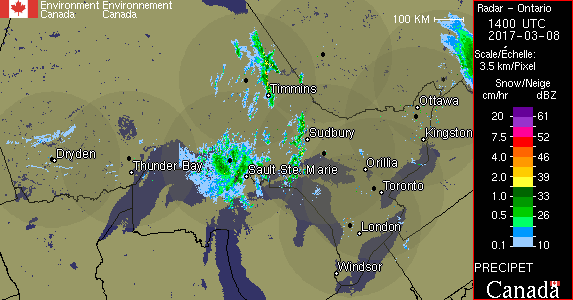 Environment Environnement
Canada Canada
100 KM
Timmins
Ottawa
Sudbury
Kingston
Dryden
Thunder Bay
Sault Ste. Marie
Orillia
Toronto
London
Windsor
Radar - Ontario
1400 UTC
2017-03-08
Scale/Échelle:
3.5 km/Pixel
Snow/Neige
cm/hr dBZ
20 61
7.5 52
4.0 46
2.0 39
1.0 33
0.5 26
0.1 10
PRECIPET
Canada